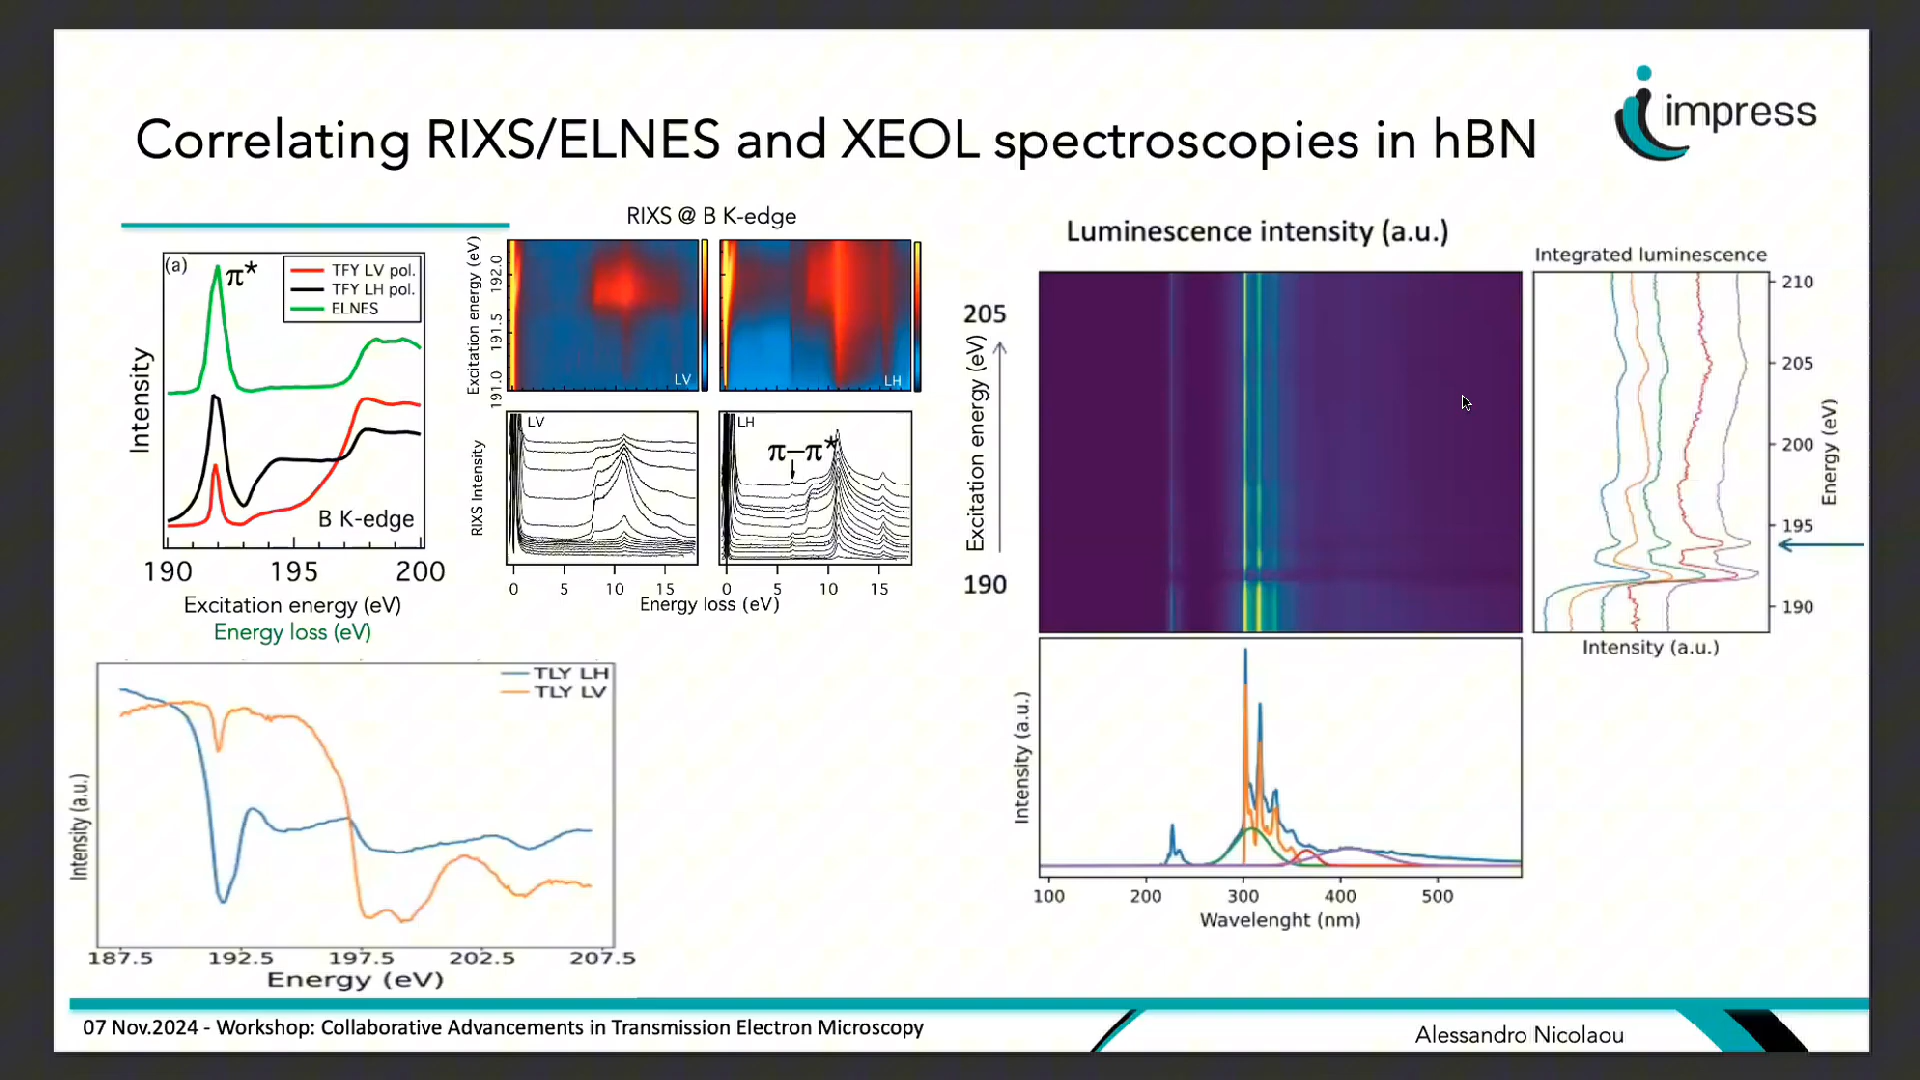 impress
Correlating RIXS/ELNES and XEOL spectroscopies in hBN
(a)
π*
TFY LV pol.
TFY LH pol.
ELNES
Intensity
B K-edge
190 195 200
Excitation energy (eV)
Energy loss (eV)
RIXS @ B K-edge
Excitation energy (eV)
192.0
191.5
191.0
LV
LH
RIXS Intensity
LV
LH
π–π*
0 5 10 15
0 5 10 15
Energy loss (eV)
TLY LH
TLY LV
Intensity (a.u.)
187.5 192.5 197.5 202.5 207.5
Energy (eV)
Luminescence intensity (a.u.)
205
Excitation energy (eV)
190
Integrated luminescence
210
205
200
195
190
Energy (eV)
Intensity (a.u.)
Intensity (a.u.)
100 200 300 400 500
Wavelenght (nm)
07 Nov.2024 - Workshop: Collaborative Advancements in Transmission Electron Microscopy
Alessandro Nicolaou